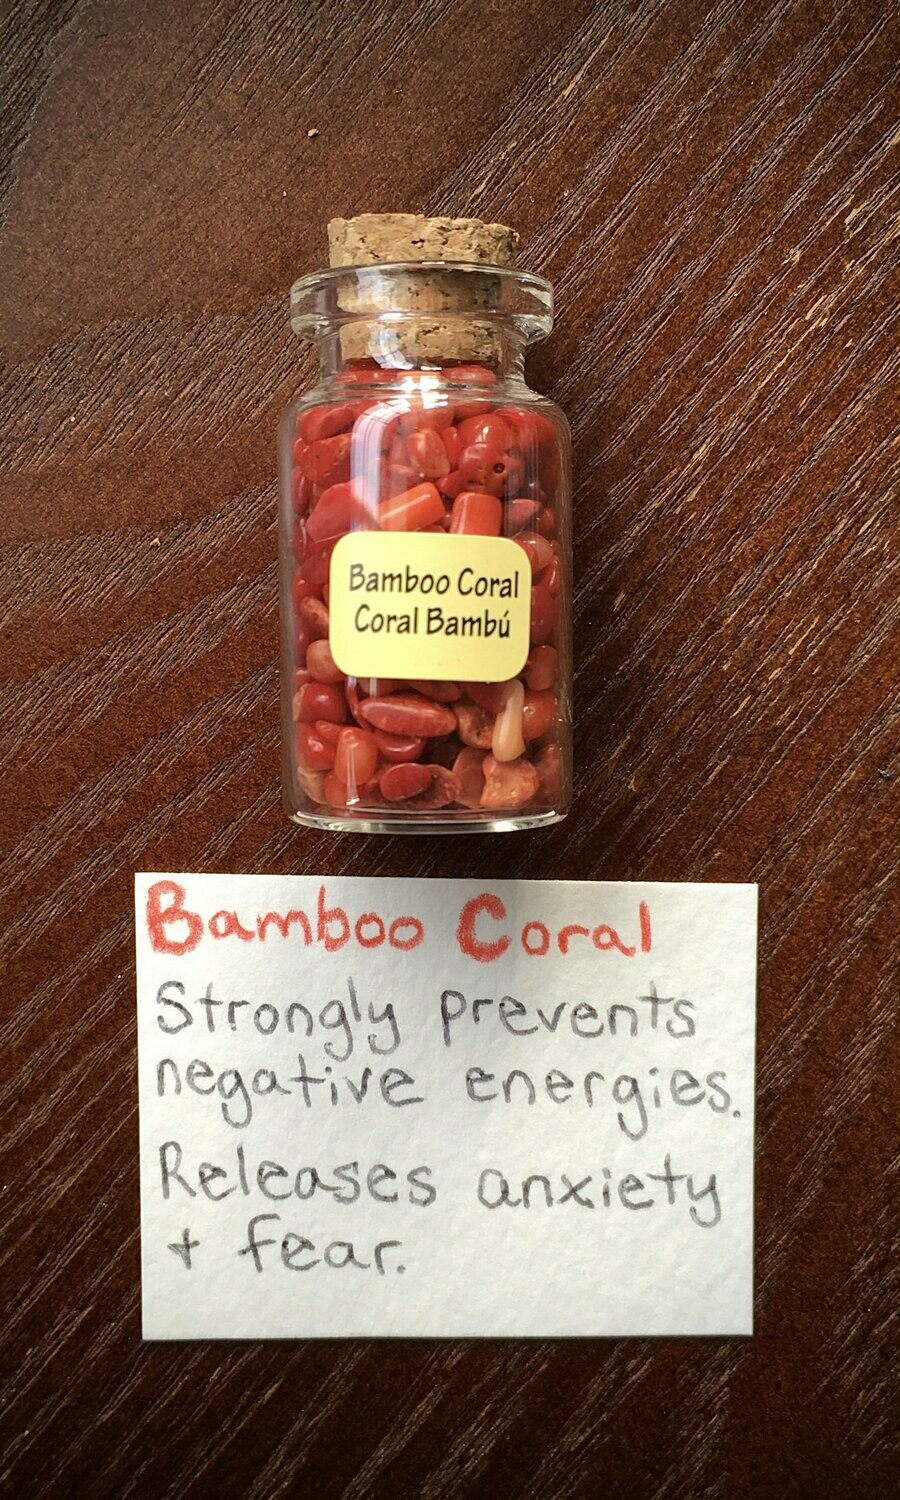 Bamboo Coral
Coral Bambú
Bamboo Coral
Strongly prevents
negative energies.
Releases anxiety
+ fear.